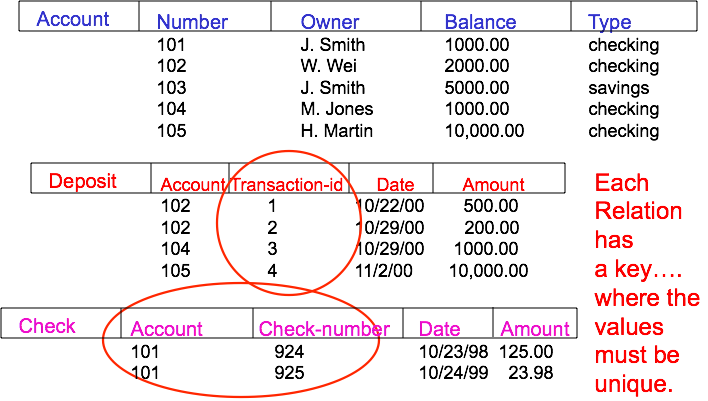 Account Number Owner Balance Type
101 J. Smith 1000.00 checking
102 W. Wei 2000.00 checking
103 J. Smith 5000.00 savings
104 M. Jones 1000.00 checking
105 H. Martin 10,000.00 checking
Deposit Account Transaction-id Date Amount
102 1 10/22/00 500.00
102 2 10/29/00 200.00
104 3 10/29/00 1000.00
105 4 11/2/00 10,000.00
Each
Relation
has
a key….
where the
values
must be
unique.
Check Account Check-number Date Amount
101 924 10/23/98 125.00
101 925 10/24/99 23.98